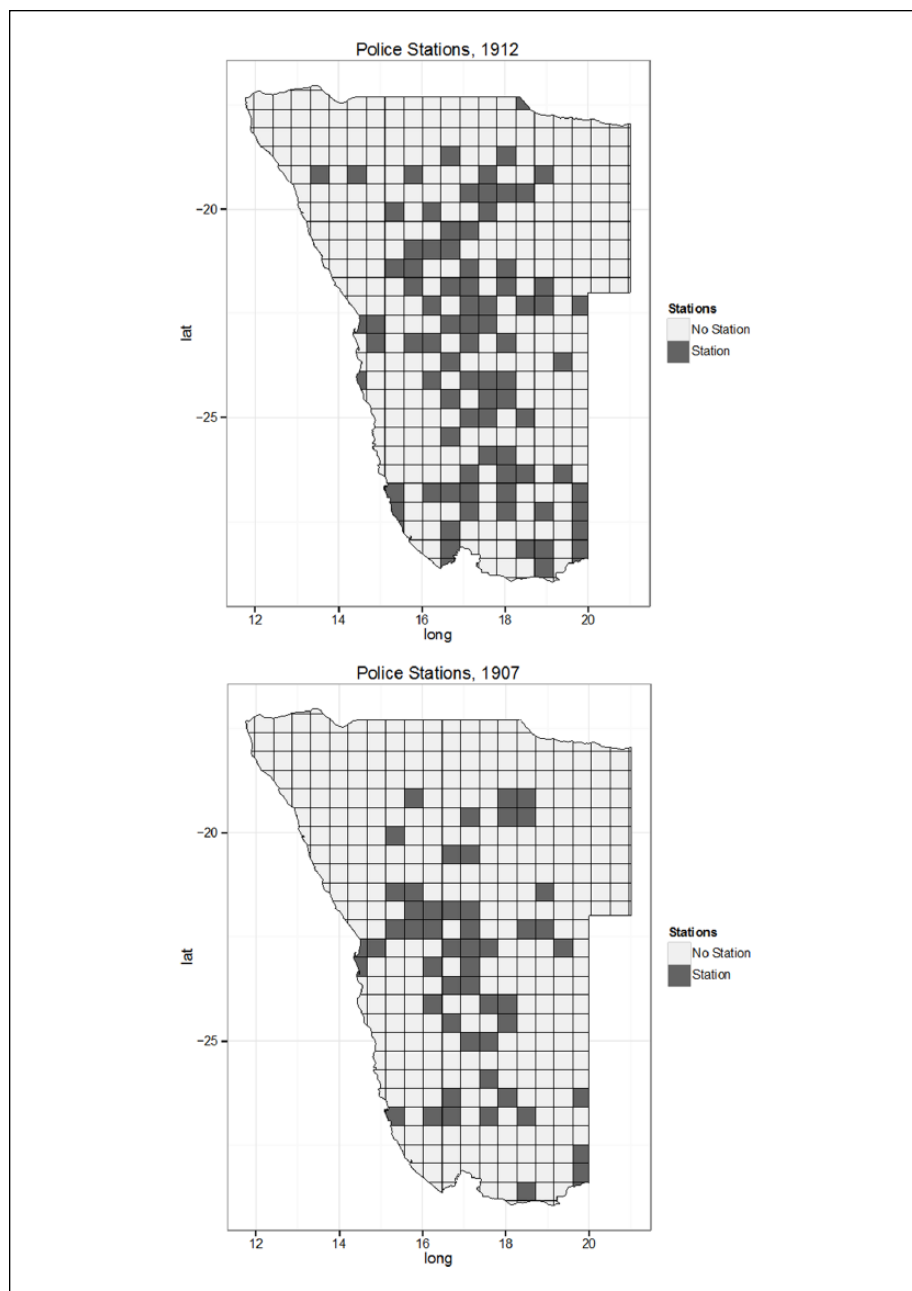 Police Stations, 1912
−20
−25
lat
12 14 16 18 20
long
Stations
No Station
Station
Police Stations, 1907
−20
−25
lat
12 14 16 18 20
long
Stations
No Station
Station